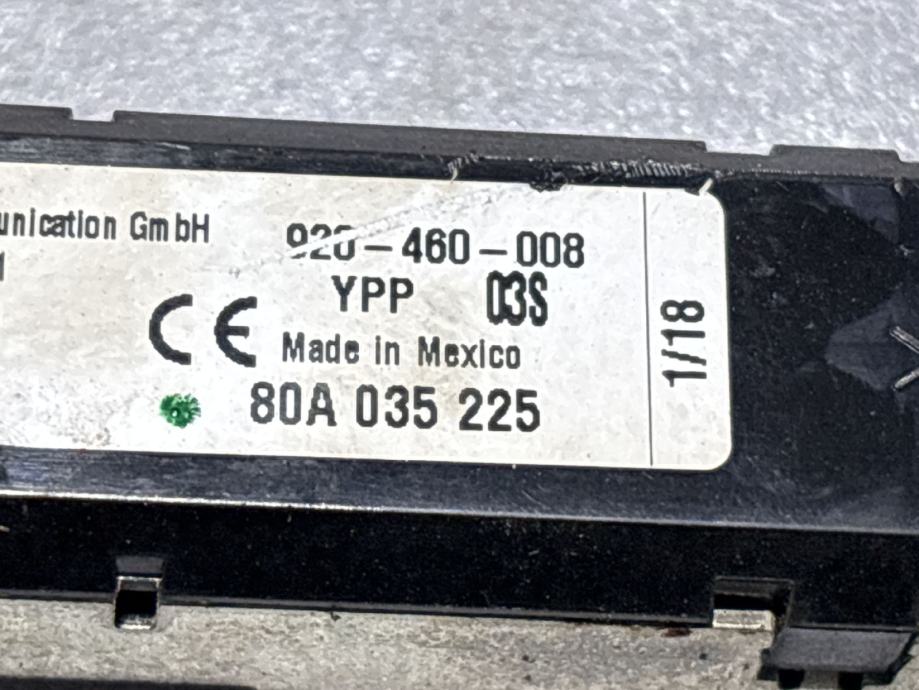 unication GmbH
920-460-008
YPP 03S
CE
Made in Mexico
80A 035 225
1/18